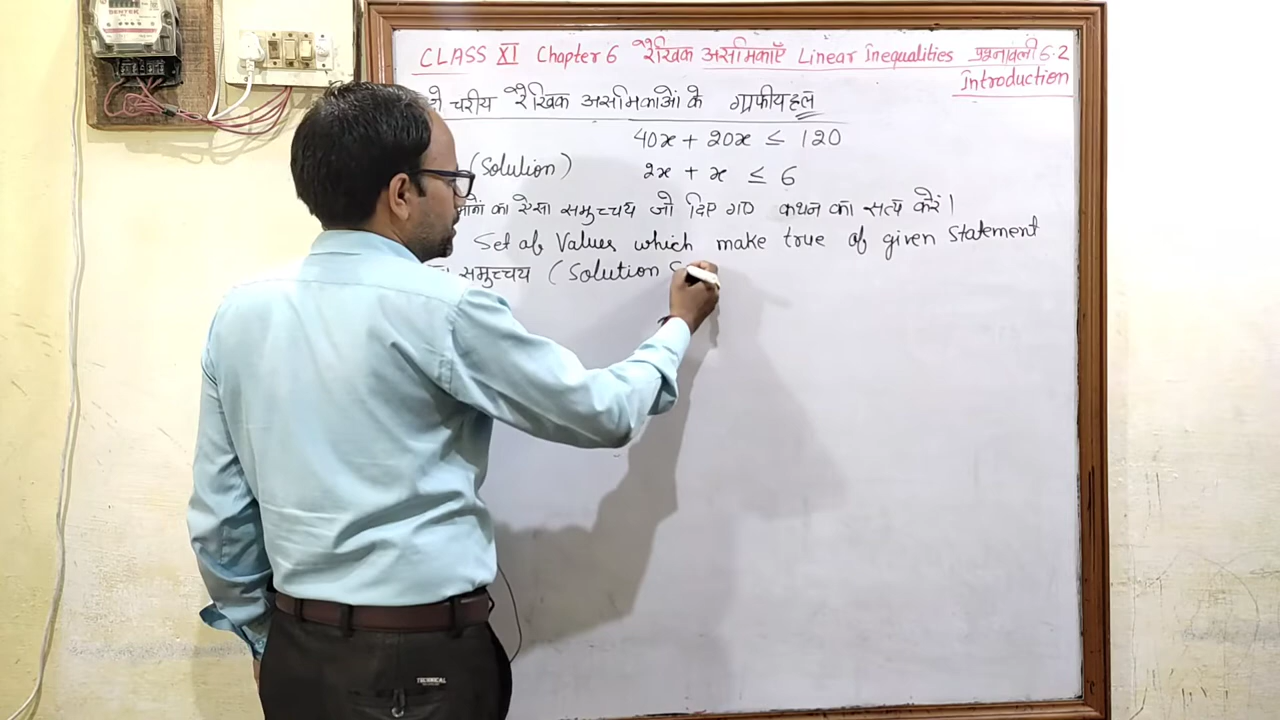 CLASS XI Chapter 6 रैखिक असमिकाएँ Linear Inequalities प्रश्नावली 6.2
Introduction
चरीय रैखिक असमिकाओं के ग्राफीय हल
40x + 20x ≤ 120
(Solution)
2x + x ≤ 6
का ऐसा समुच्चय जो दिए गए कथन को सत्य करें।
Set of Values which make true of given Statement
समुच्चय (Solution S
TECHNICAL